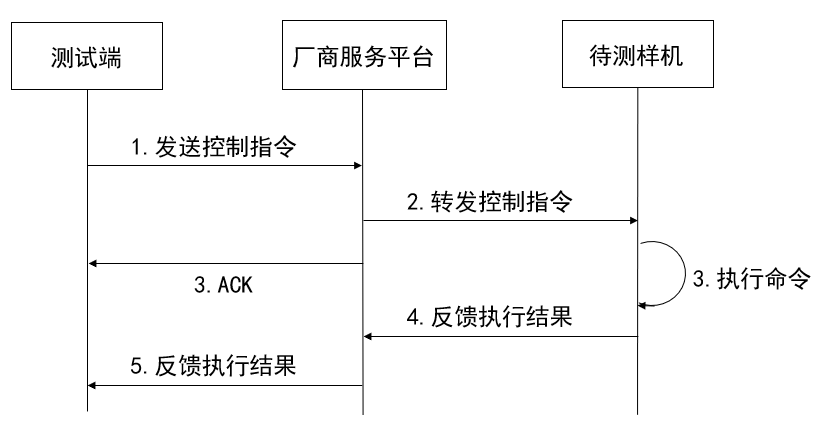 测试端
厂商服务平台
待测样机
1.发送控制指令
2.转发控制指令
3.ACK
3.执行命令
4.反馈执行结果
5.反馈执行结果